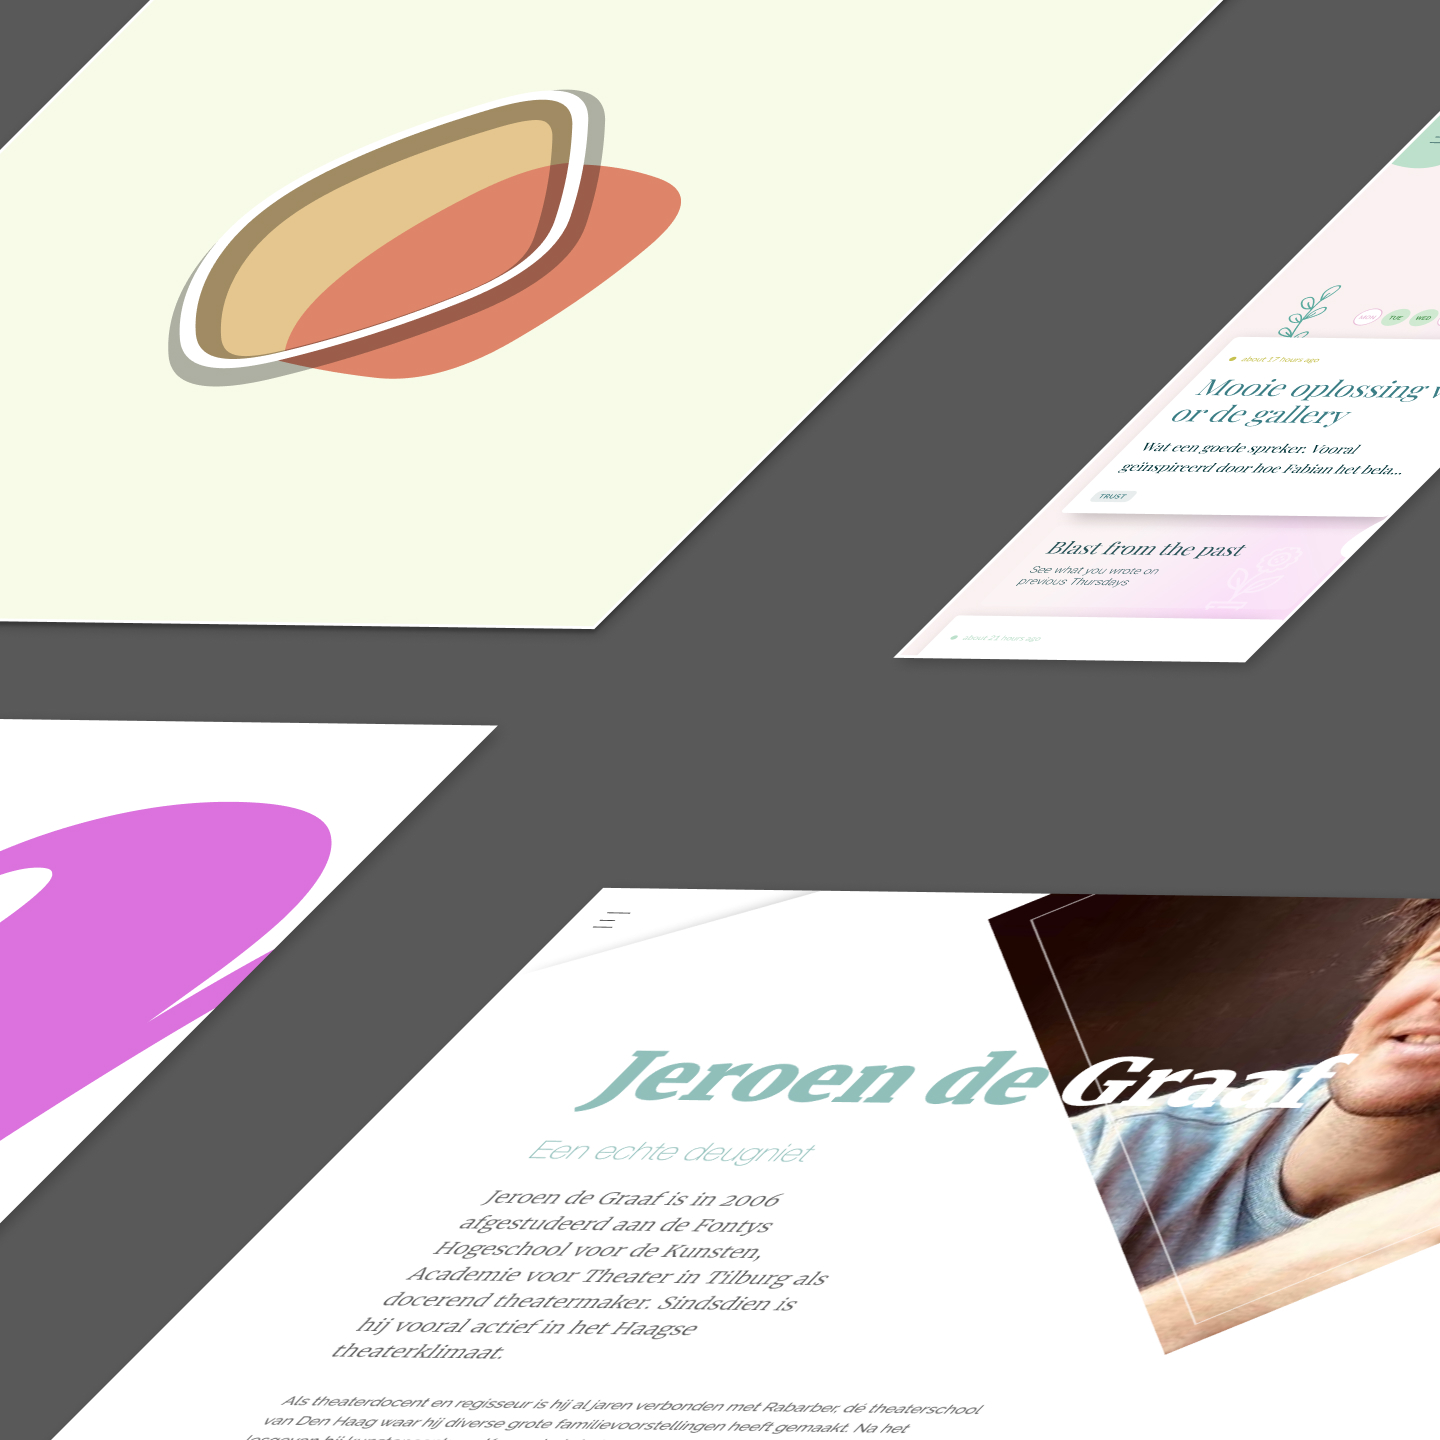 MON TUE WED
about 17 hours ago
Mooie oplossing
or de gallery
Wat een goede spreker. Vooral
geïnspireerd door hoe Fabian het bela...
TRUST
Blast from the past
See what you wrote on
previous Thursdays
about 21 hours ago
Jeroen de Graaf
Een echte deugniet
Jeroen de Graaf is in 2006
afgestudeerd aan de Fontys
Hogeschool voor de Kunsten,
Academie voor Theater in Tilburg als
docerend theatermaker. Sindsdien is
hij vooral actief in het Haagse
theaterklimaat.
Als theaterdocent en regisseur is hij al jaren verbonden met Rabarber, dé theaterschool
van Den Haag waar hij diverse grote familievoorstellingen heeft gemaakt. Na het